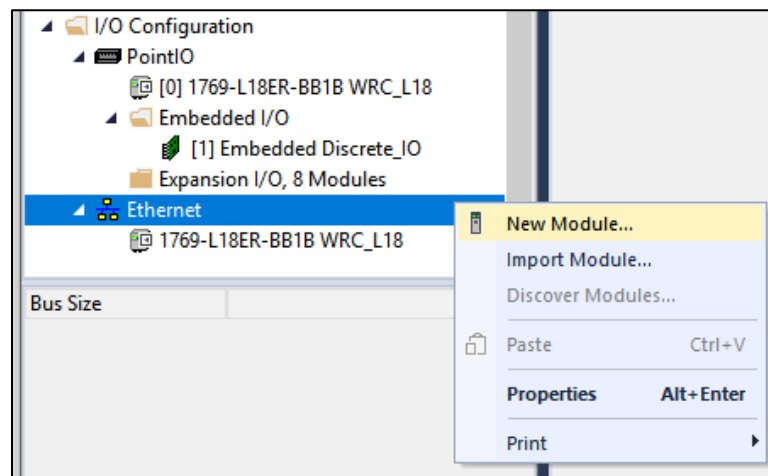 I/O Configuration
PointIO
[0] 1769-L18ER-BB1B WRC_L18
Embedded I/O
[1] Embedded Discrete_IO
Expansion I/O, 8 Modules
Ethernet
1769-L18ER-BB1B WRC_L18
Bus Size
New Module...
Import Module...
Discover Modules...
Paste Ctrl+V
Properties Alt+Enter
Print